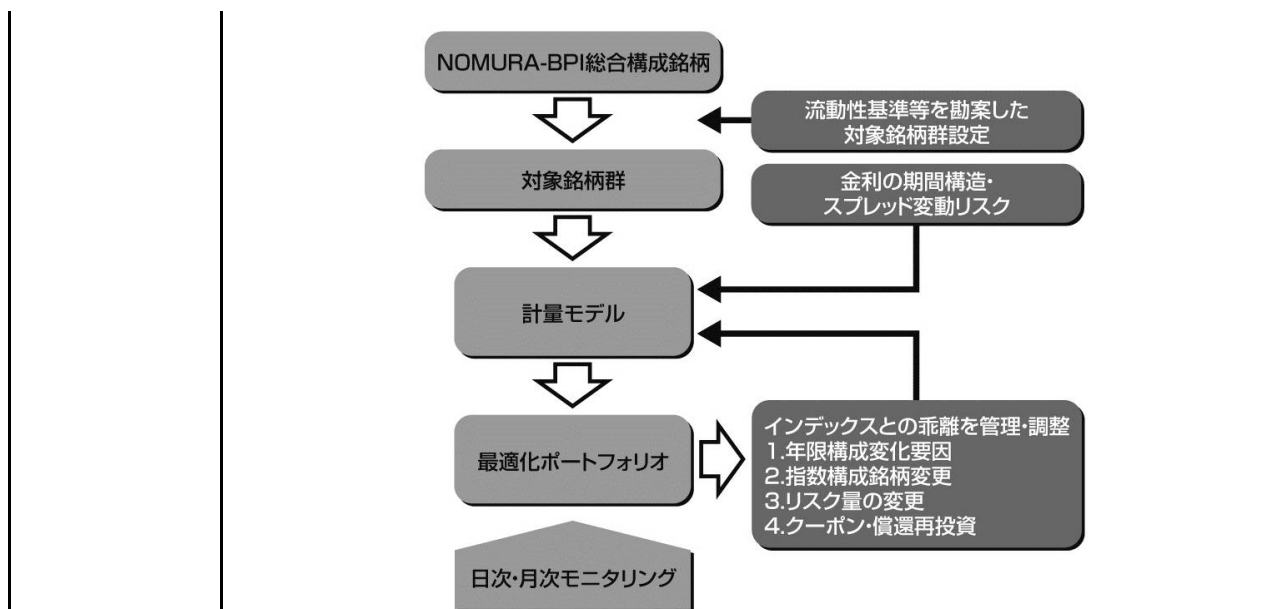 NOMURA-BPI総合構成銘柄
流動性基準等を勘案した
対象銘柄群設定
対象銘柄群
金利の期間構造・
スプレッド変動リスク
計量モデル
最適化ポートフォリオ
インデックスとの乖離を管理・調整
1.年限構成変化要因
2.指数構成銘柄変更
3.リスク量の変更
4.クーポン・償還再投資
日次・月次モニタリング